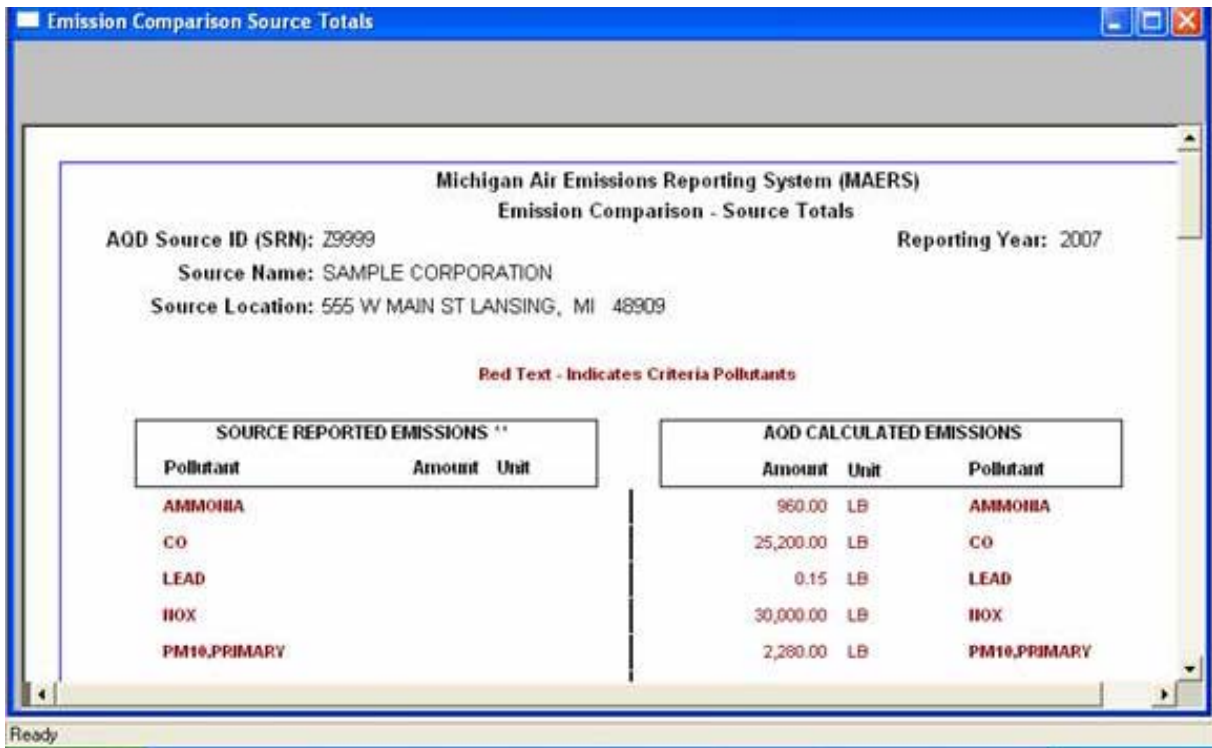 Emission Comparison Source Totals
Michigan Air Emissions Reporting System (MAERS)
Emission Comparison - Source Totals
AQD Source ID (SRN): Z9999 Reporting Year: 2007
Source Name: SAMPLE CORPORATION
Source Location: 555 W MAIN ST LANSING, MI 48909
Red Text - Indicates Criteria Pollutants
SOURCE REPORTED EMISSIONS ** AQD CALCULATED EMISSIONS
Pollutant Amount Unit Amount Unit Pollutant
AMMONIA 960.00 LB AMMONIA
CO 25,200.00 LB CO
LEAD 0.15 LB LEAD
NOX 30,000.00 LB NOX
PM10,PRIMARY 2,280.00 LB PM10,PRIMARY
Ready